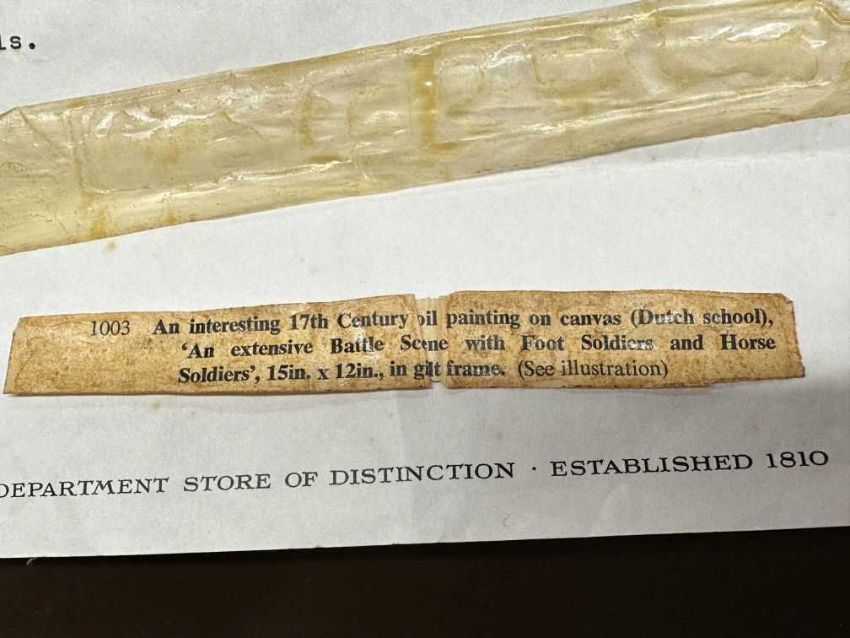 ls.
1003 An interesting 17th Century oil painting on canvas (Dutch school),
‘An extensive Battle Scene with Foot Soldiers and Horse
Soldiers’, 15in. x 12in., in gilt frame. (See illustration)
DEPARTMENT STORE OF DISTINCTION · ESTABLISHED 1810